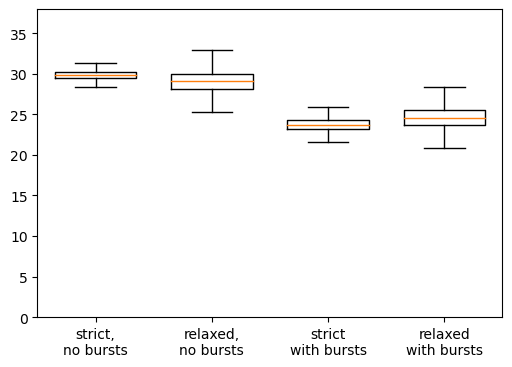 35
30
25
20
15
10
5
0
strict,
no bursts
relaxed,
no bursts
strict
with bursts
relaxed
with bursts